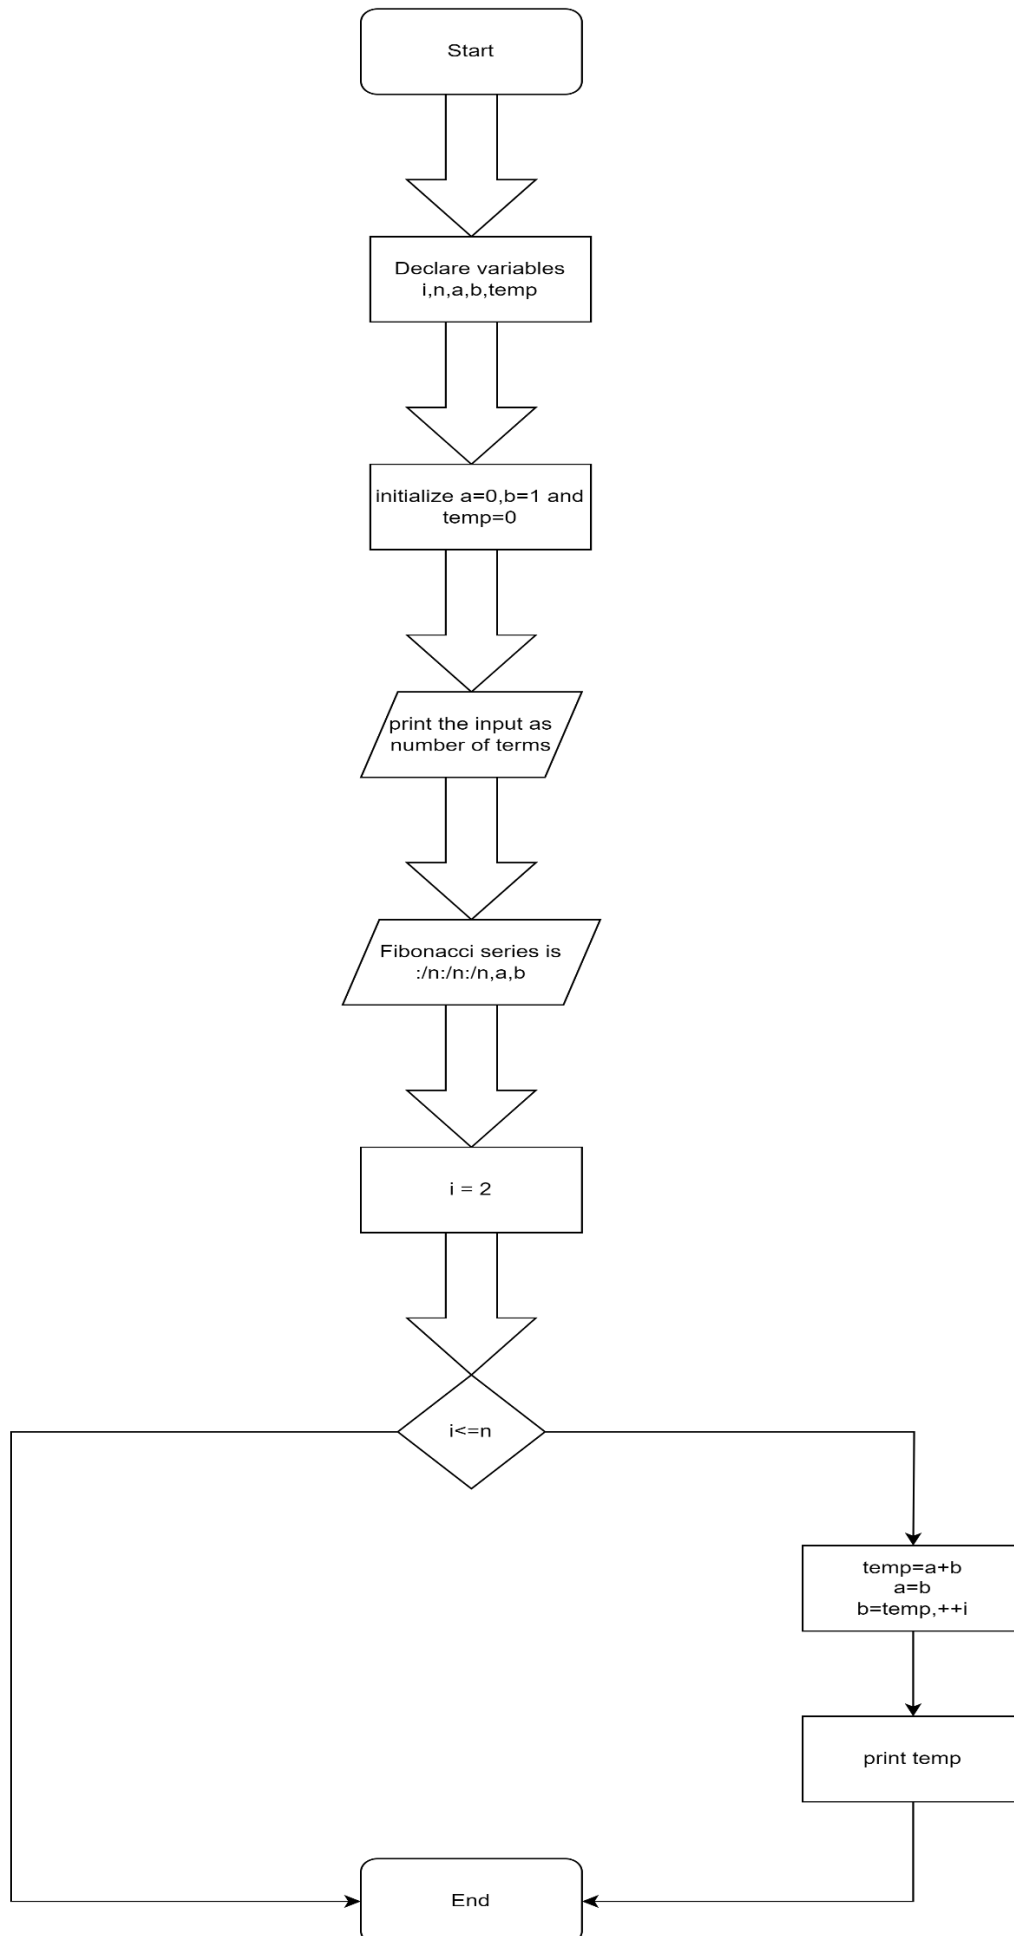 Start
Declare variables
i,n,a,b,temp
initialize a=0,b=1 and
temp=0
print the input as
number of terms
Fibonacci series is
:/n:/n:/n,a,b
i = 2
i<=n
temp=a+b
a=b
b=temp,++i
print temp
End